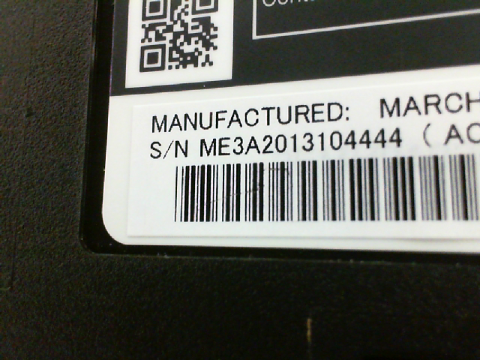 MANUFACTURED: MARCH
S/N ME3A2013104444 ( AC